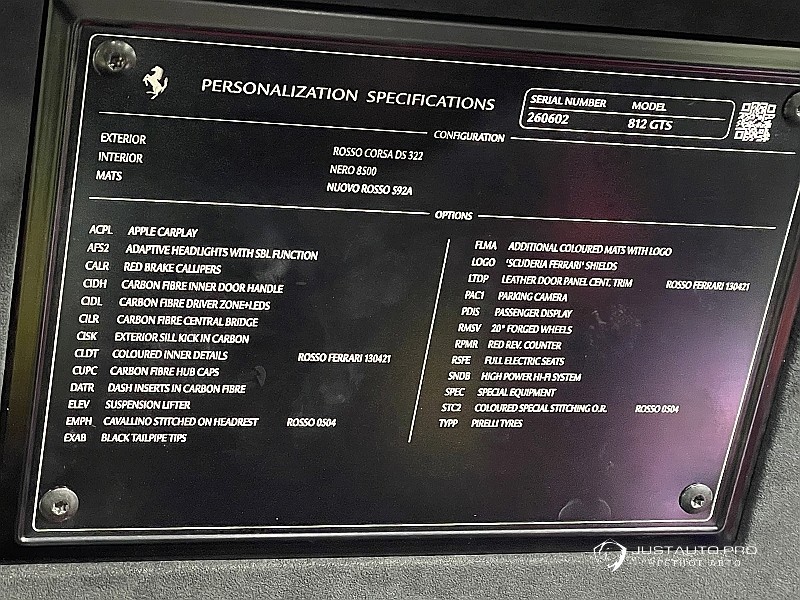 PERSONALIZATION SPECIFICATIONS
SERIAL NUMBER MODEL
260602 812 GTS
CONFIGURATION
EXTERIOR ROSSO CORSA DS 322
INTERIOR NERO 8500
MATS NUOVO ROSSO 592A
OPTIONS
ACPL APPLE CARPLAY
AFS2 ADAPTIVE HEADLIGHTS WITH SBL FUNCTION
CALR RED BRAKE CALLIPERS
CIDH CARBON FIBRE INNER DOOR HANDLE
CIDL CARBON FIBRE DRIVER ZONE+LEDS
CILR CARBON FIBRE CENTRAL BRIDGE
CISK EXTERIOR SILL KICK IN CARBON
CLDT COLOURED INNER DETAILS ROSSO FERRARI 130421
CUPC CARBON FIBRE HUB CAPS
DATR DASH INSERTS IN CARBON FIBRE
ELEV SUSPENSION LIFTER
EMPH CAVALLINO STITCHED ON HEADREST ROSSO 0504
EXAB BLACK TAILPIPE TIPS
FLMA ADDITIONAL COLOURED MATS WITH LOGO
LOGO 'SCUDERIA FERRARI' SHIELDS
LTDP LEATHER DOOR PANEL CENT. TRIM ROSSO FERRARI 130421
PAC1 PARKING CAMERA
PDIS PASSENGER DISPLAY
RMSV 20" FORGED WHEELS
RPMR RED REV. COUNTER
RSFE FULL ELECTRIC SEATS
SNDB HIGH POWER HI-FI SYSTEM
SPEC SPECIAL EQUIPMENT
STC2 COLOURED SPECIAL STITCHING O.R. ROSSO 0504
TYPP PIRELLI TYRES
JUSTAUTO.PRO